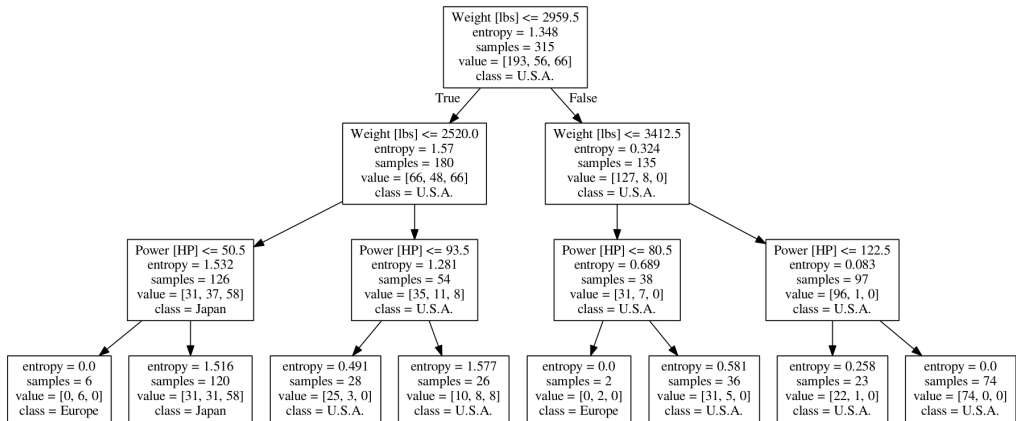 Weight [lbs] <= 2959.5
entropy = 1.348
samples = 315
value = [193, 56, 66]
class = U.S.A.
True
False
Weight [lbs] <= 2520.0
entropy = 1.57
samples = 180
value = [66, 48, 66]
class = U.S.A.
Weight [lbs] <= 3412.5
entropy = 0.324
samples = 135
value = [127, 8, 0]
class = U.S.A.
Power [HP] <= 50.5
entropy = 1.532
samples = 126
value = [31, 37, 58]
class = Japan
Power [HP] <= 93.5
entropy = 1.281
samples = 54
value = [35, 11, 8]
class = U.S.A.
Power [HP] <= 80.5
entropy = 0.689
samples = 38
value = [31, 7, 0]
class = U.S.A.
Power [HP] <= 122.5
entropy = 0.083
samples = 97
value = [96, 1, 0]
class = U.S.A.
entropy = 0.0
samples = 6
value = [0, 6, 0]
class = Europe
entropy = 1.516
samples = 120
value = [31, 31, 58]
class = Japan
entropy = 0.491
samples = 28
value = [25, 3, 0]
class = U.S.A.
entropy = 1.577
samples = 26
value = [10, 8, 8]
class = U.S.A.
entropy = 0.0
samples = 2
value = [0, 2, 0]
class = Europe
entropy = 0.581
samples = 36
value = [31, 5, 0]
class = U.S.A.
entropy = 0.258
samples = 23
value = [22, 1, 0]
class = U.S.A.
entropy = 0.0
samples = 74
value = [74, 0, 0]
class = U.S.A.